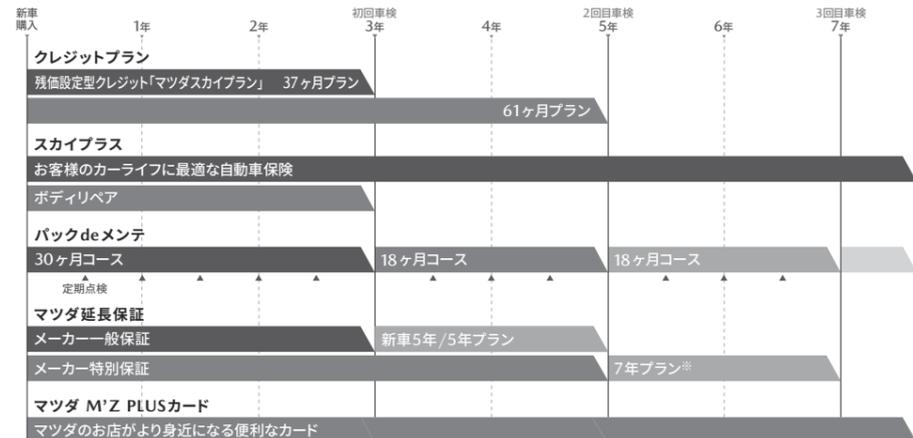 新車
購入
1年
2年
初回車検
3年
4年
2回目車検
5年
6年
3回目車検
7年
クレジットプラン
残価設定型クレジット「マツダスカイプラン」 37ヶ月プラン
61ヶ月プラン
スカイプラス
お客様のカーライフに最適な自動車保険
ボディリペア
パックdeメンテ
30ヶ月コース
18ヶ月コース
18ヶ月コース
定期点検
マツダ延長保証
メーカー一般保証
新車5年/5年プラン
メーカー特別保証
7年プラン※
マツダ M'Z PLUSカード
マツダのお店がより身近になる便利なカード